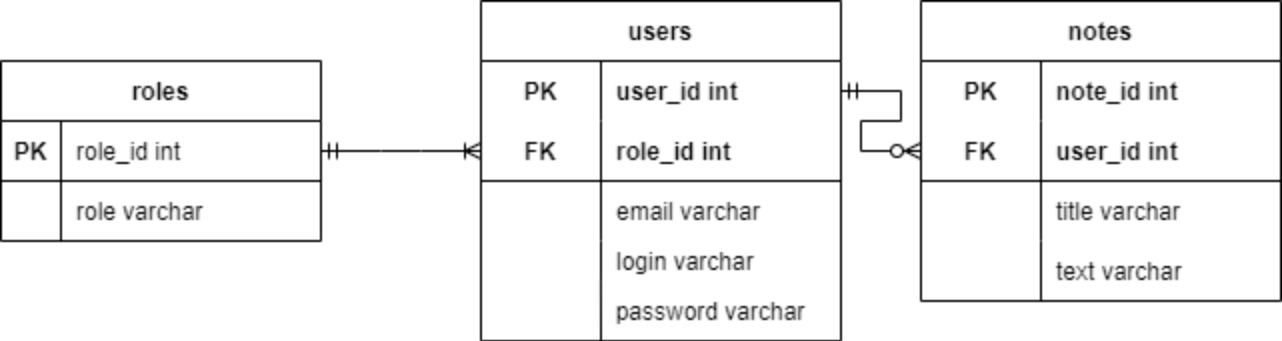 roles
PK role_id int
role varchar
users
PK user_id int
FK role_id int
email varchar
login varchar
password varchar
notes
PK note_id int
FK user_id int
title varchar
text varchar